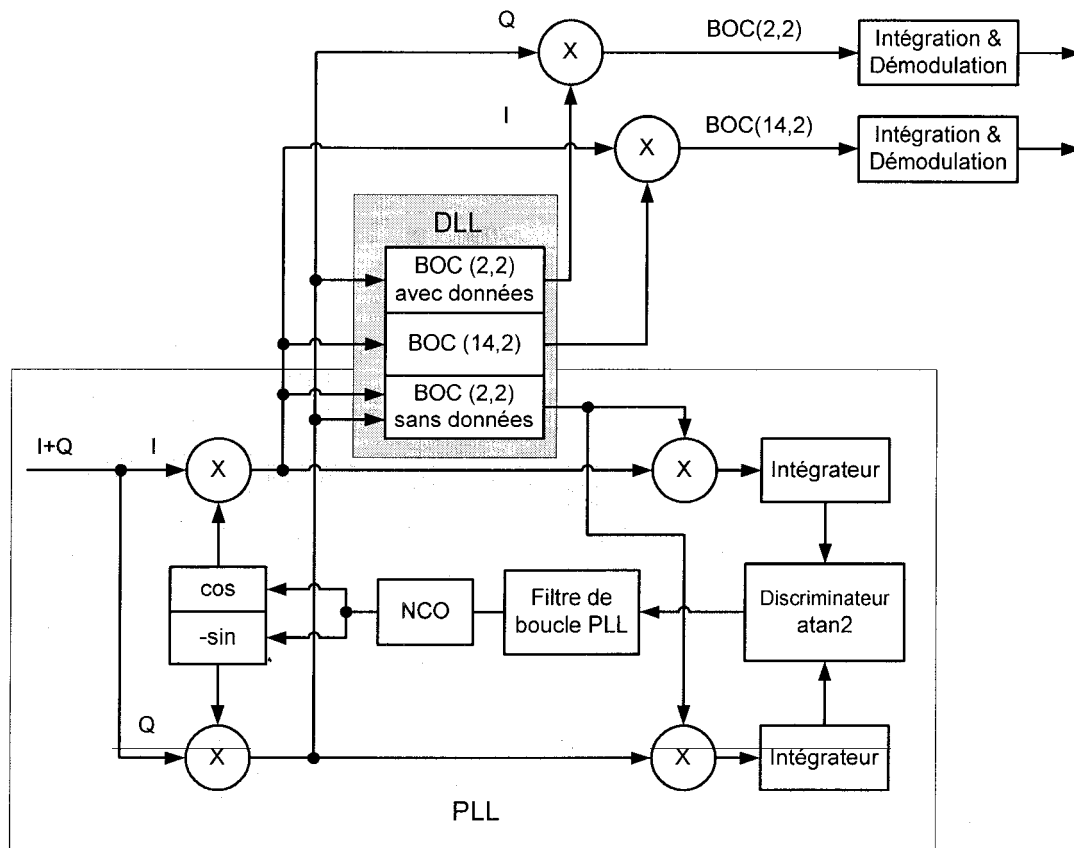 Q
X
BOC(2,2)
Intégration &
Démodulation
I
X
BOC(14,2)
Intégration &
Démodulation
DLL
BOC (2,2)
avec données
BOC (14,2)
BOC (2,2)
sans données
I+Q
I
X
X
Intégrateur
cos
-sin
NCO
Filtre de
boucle PLL
Discriminateur
atan2
Q
X
X
Intégrateur
PLL